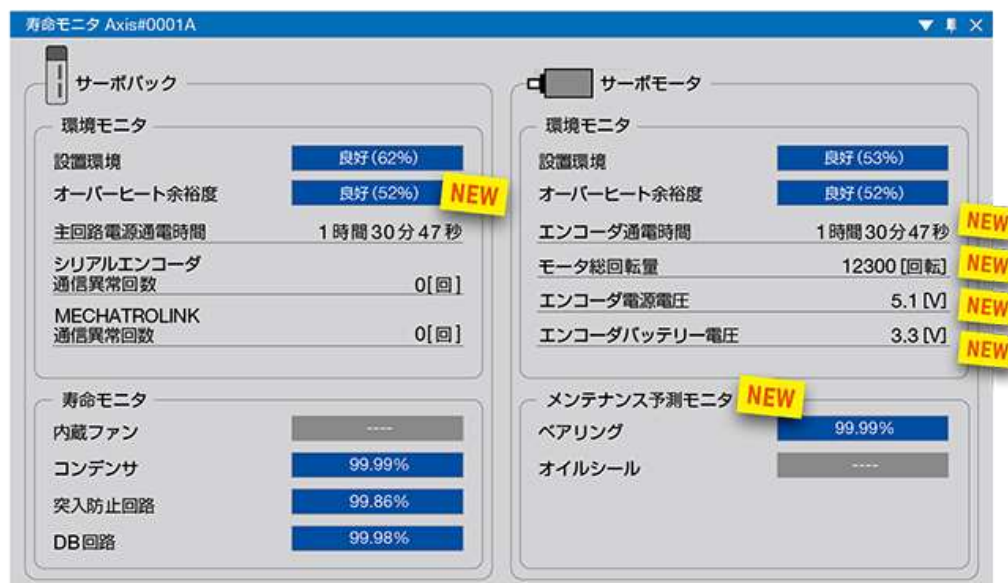 寿命モニタ Axis#0001A
サーボパック
環境モニタ
設置環境 良好(62%)
オーバーヒート余裕度 良好(52%) NEW
主回路電源通電時間 1時間30分47秒
シリアルエンコーダ
通信異常回数 0[回]
MECHATROLINK
通信異常回数 0[回]
寿命モニタ
内蔵ファン ----
コンデンサ 99.99%
突入防止回路 99.86%
DB回路 99.98%
サーボモータ
環境モニタ
設置環境 良好(53%)
オーバーヒート余裕度 良好(52%)
エンコーダ通電時間 1時間30分47秒 NEW
モータ総回転量 12300[回転] NEW
エンコーダ電源電圧 5.1[V] NEW
エンコーダバッテリー電圧 3.3[V] NEW
メンテナンス予測モニタ NEW
ベアリング 99.99%
オイルシール ----